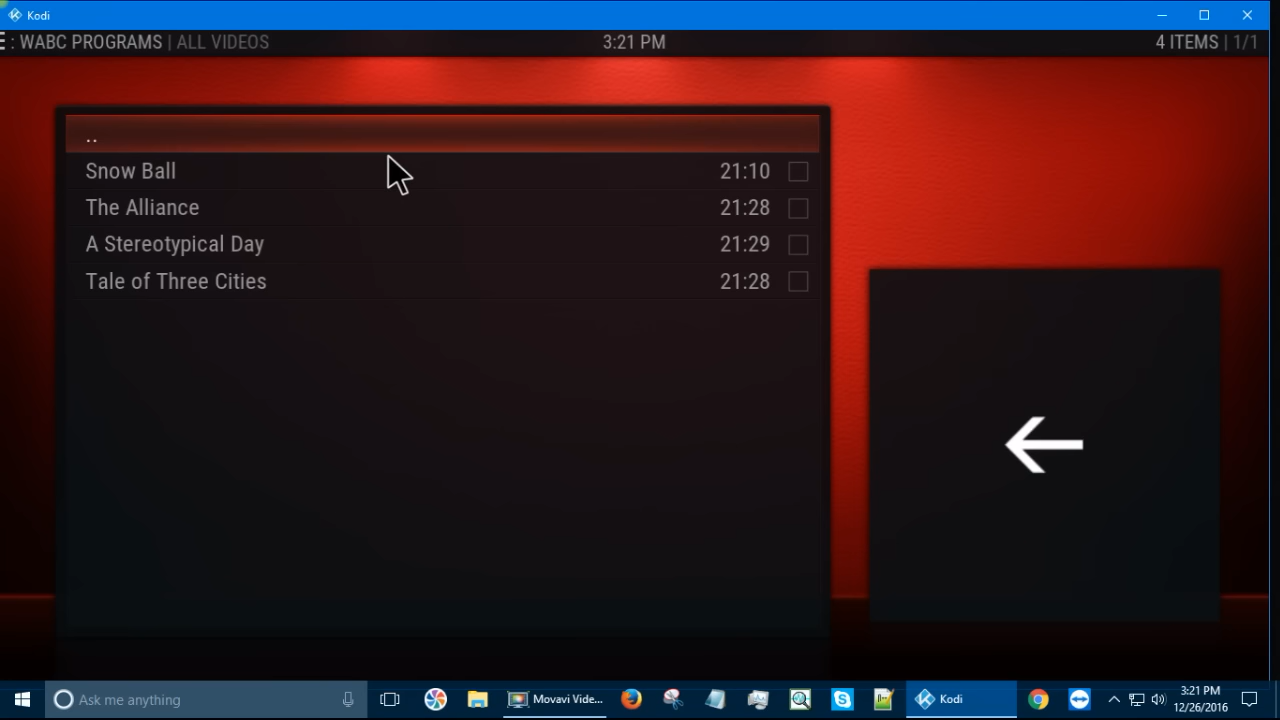 Kodi
: WABC PROGRAMS | ALL VIDEOS
3:21 PM
4 ITEMS | 1/1
..
Snow Ball 21:10
The Alliance 21:28
A Stereotypical Day 21:29
Tale of Three Cities 21:28
Ask me anything
Movavi Vide...
Kodi
3:21 PM
12/26/2016